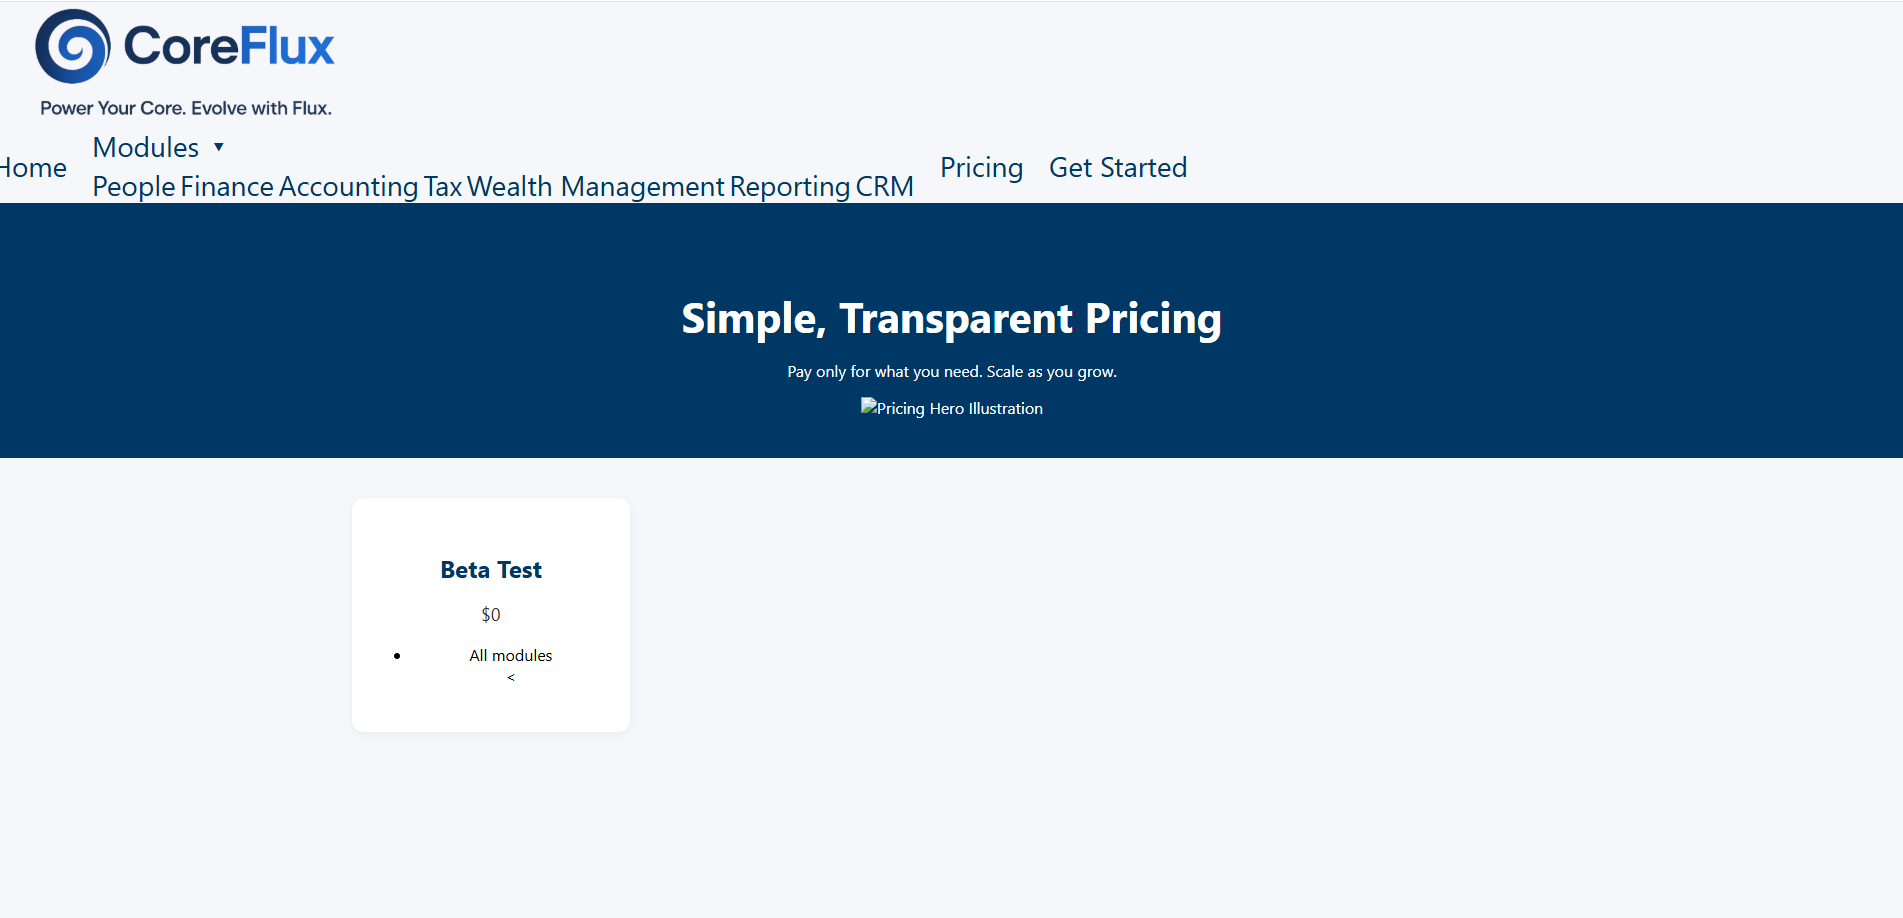 CoreFlux
Power Your Core. Evolve with Flux.
Home
Modules ▼
People Finance Accounting Tax Wealth Management Reporting CRM
Pricing
Get Started
Simple, Transparent Pricing
Pay only for what you need. Scale as you grow.
Pricing Hero Illustration
Beta Test
$0
• All modules
<